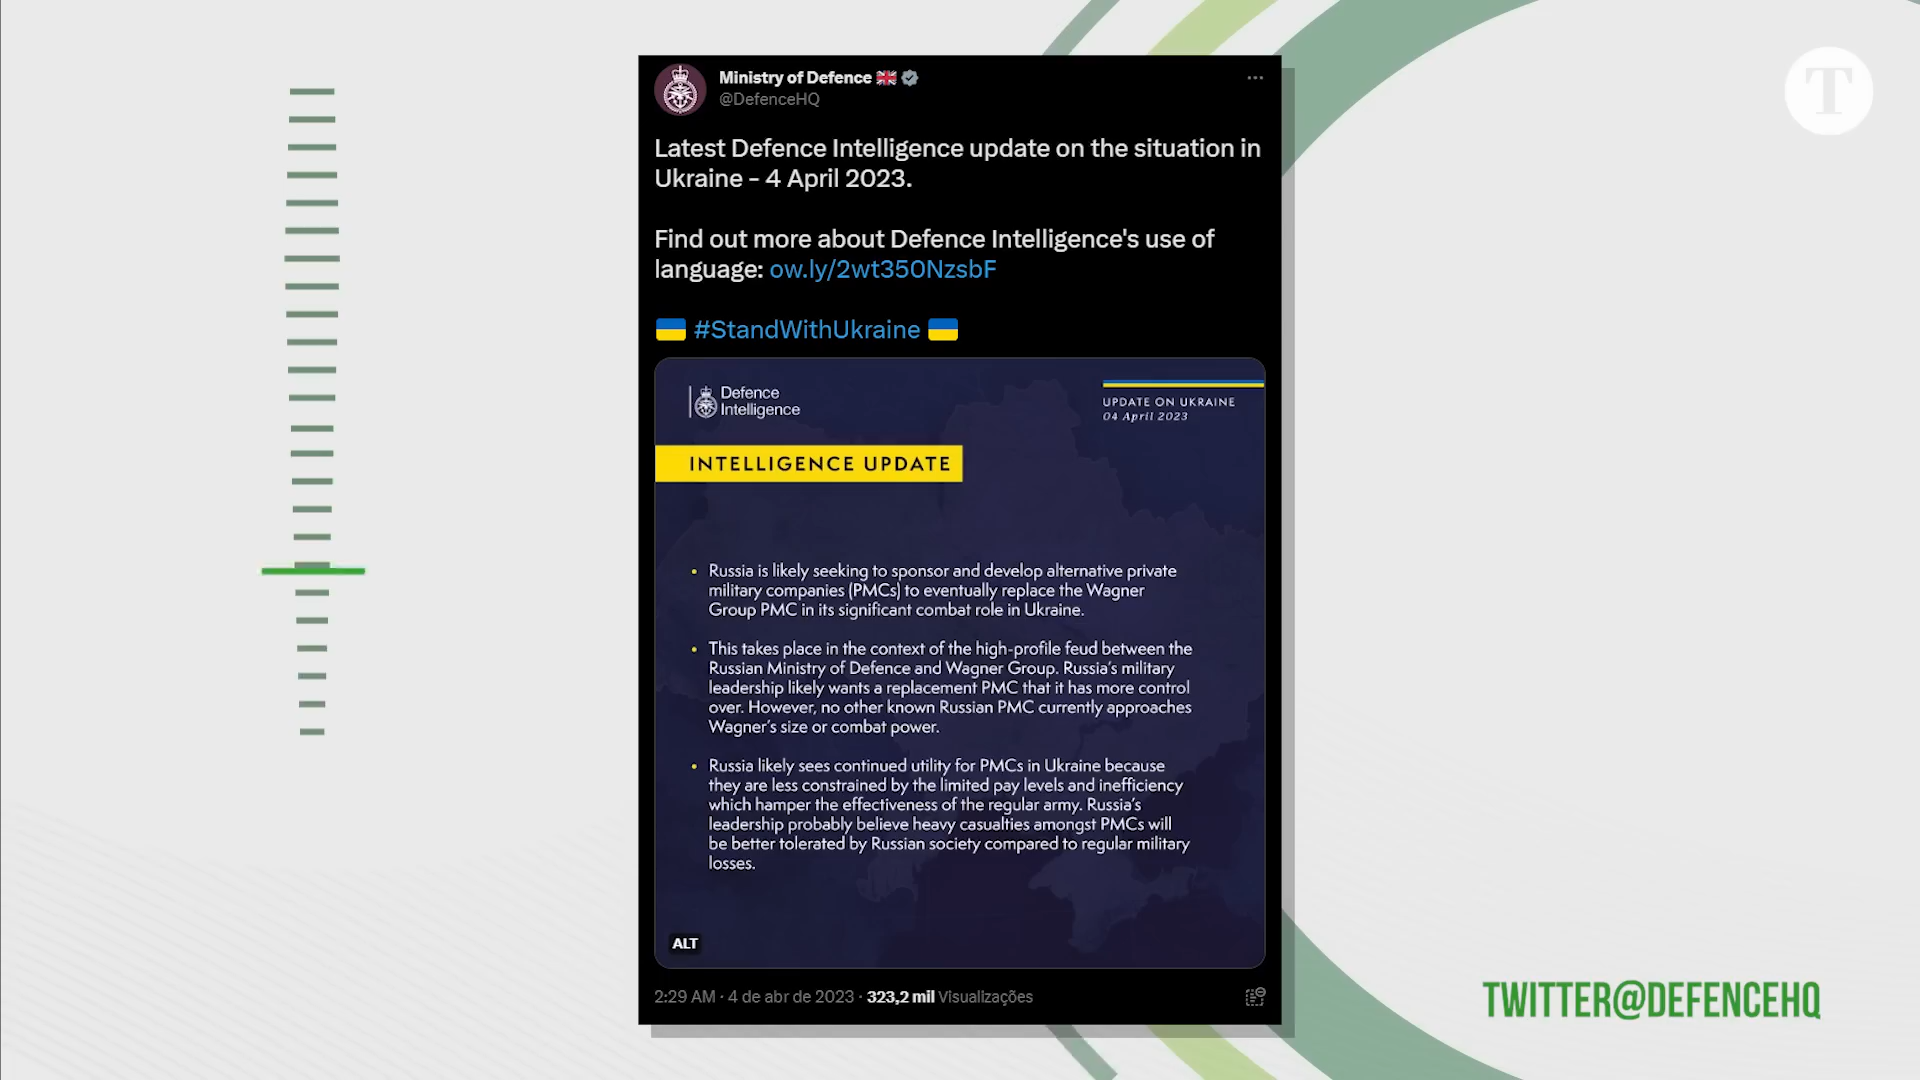 T
Ministry of Defence
@DefenceHQ
Latest Defence Intelligence update on the situation in
Ukraine - 4 April 2023.
Find out more about Defence Intelligence's use of
language: ow.ly/2wt350NzsbF
#StandWithUkraine
Defence
Intelligence
UPDATE ON UKRAINE
04 April 2023
INTELLIGENCE UPDATE
• Russia is likely seeking to sponsor and develop alternative private
military companies (PMCs) to eventually replace the Wagner
Group PMC in its significant combat role in Ukraine.
• This takes place in the context of the high-profile feud between the
Russian Ministry of Defence and Wagner Group. Russia's military
leadership likely wants a replacement PMC that it has more control
over. However, no other known Russian PMC currently approaches
Wagner's size or combat power.
• Russia likely sees continued utility for PMCs in Ukraine because
they are less constrained by the limited pay levels and inefficiency
which hamper the effectiveness of the regular army. Russia's
leadership probably believe heavy casualties amongst PMCs will
be better tolerated by Russian society compared to regular military
losses.
ALT
2:29 AM · 4 de abr de 2023 · 323,2 mil Visualizações
TWITTER@DEFENCEHQ